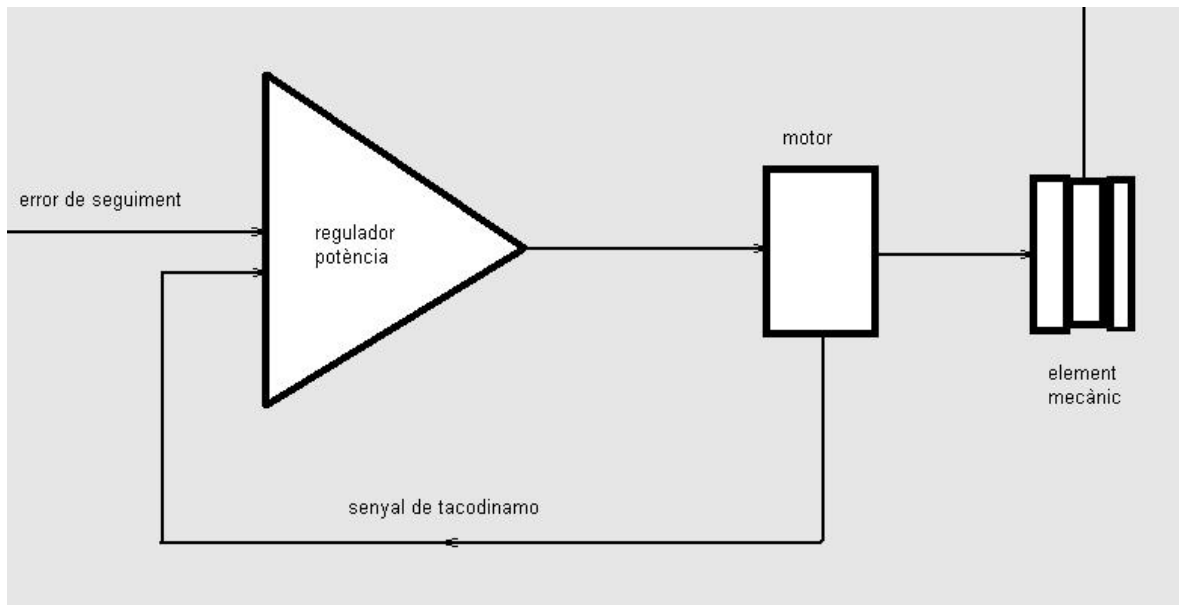 motor
error de seguiment
regulador
potència
element
mecànic
senyal de tacodinamo